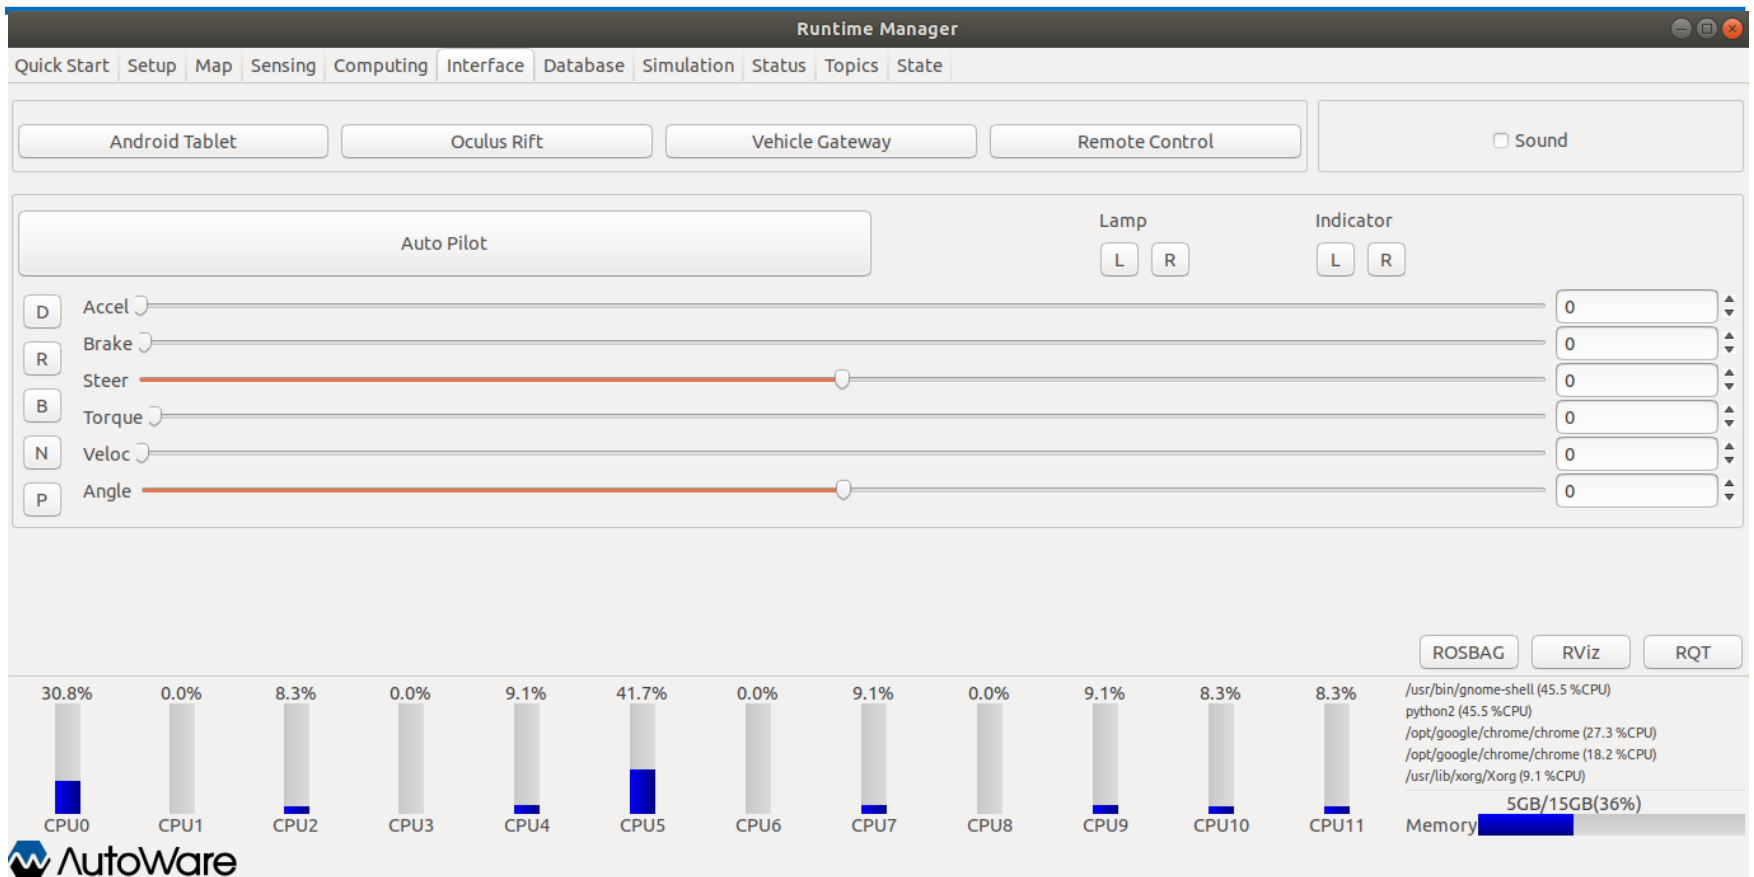 Runtime Manager
Quick Start Setup Map Sensing Computing Interface Database Simulation Status Topics State
Android Tablet Oculus Rift Vehicle Gateway Remote Control Sound
Auto Pilot
Lamp Indicator
L R L R
D Accel 0
Brake 0
R
Steer 0
B
Torque 0
N Veloc 0
P Angle 0
ROSBAG RViz RQT
30.8% 0.0% 8.3% 0.0% 9.1% 41.7% 0.0% 9.1% 0.0% 9.1% 8.3% 8.3%
CPU0 CPU1 CPU2 CPU3 CPU4 CPU5 CPU6 CPU7 CPU8 CPU9 CPU10 CPU11
/usr/bin/gnome-shell (45.5 %CPU)
python2 (45.5 %CPU)
/opt/google/chrome/chrome (27.3 %CPU)
/opt/google/chrome/chrome (18.2 %CPU)
/usr/lib/xorg/Xorg (9.1 %CPU)
5GB/15GB(36%)
Memory
AutoWare